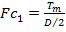 Fc₁ = Tₘ / (D/2)